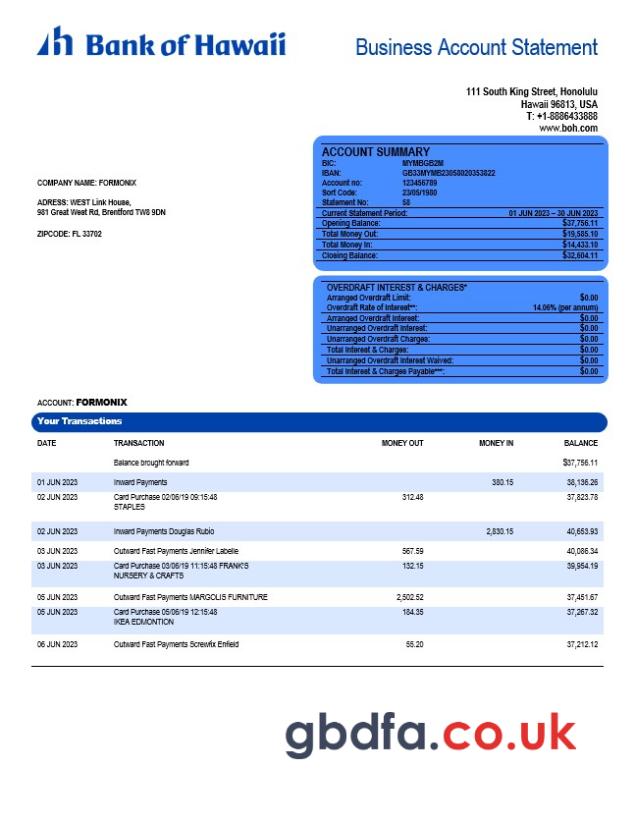 Bank of Hawaii
Business Account Statement
111 South King Street, Honolulu
Hawaii 96813, USA
T: +1-8886433888
www.boh.com
ACCOUNT SUMMARY
BIC: MYMBGB2M
IBAN: GB33MYMB23058020353822
Account no: 123456789
Sort Code: 23/05/1980
Statement No: 58
Current Statement Period: 01 JUN 2023 – 30 JUN 2023
Opening Balance: $37,756.11
Total Money Out: $19,585.10
Total Money In: $14,433.10
Closing Balance: $32,604.11
COMPANY NAME: FORMONIX
ADRESS: WEST Link House,
981 Great West Rd, Brentford TW8 9DN
ZIPCODE: FL 33702
OVERDRAFT INTEREST & CHARGES*
Arranged Overdraft Limit: $0.00
Overdraft Rate of Interest**: 14.06% (per annum)
Arranged Overdraft Interest: $0.00
Unarranged Overdraft Interest: $0.00
Unarranged Overdraft Charges: $0.00
Total Interest & Charges: $0.00
Unarranged Overdraft Interest Waived: $0.00
Total Interest & Charges Payable***: $0.00
ACCOUNT: FORMONIX
Your Transactions
DATE TRANSACTION MONEY OUT MONEY IN BALANCE
Balance brought forward $37,756.11
01 JUN 2023 Inward Payments 380.15 38,136.26
02 JUN 2023 Card Purchase 02/06/19 09:15:48 312.48 37,823.78
STAPLES
02 JUN 2023 Inward Payments Douglas Rubio 2,830.15 40,653.93
03 JUN 2023 Outward Fast Payments Jennifer Labelle 567.59 40,086.34
03 JUN 2023 Card Purchase 03/06/19 11:15:48 FRANK'S 132.15 39,954.19
NURSERY & CRAFTS
05 JUN 2023 Outward Fast Payments MARGOLIS FURNITURE 2,502.52 37,451.67
05 JUN 2023 Card Purchase 05/06/19 12:15:48 184.35 37,267.32
IKEA EDMONTION
06 JUN 2023 Outward Fast Payments Screwfix Enfield 55.20 37,212.12
gbdfa.co.uk